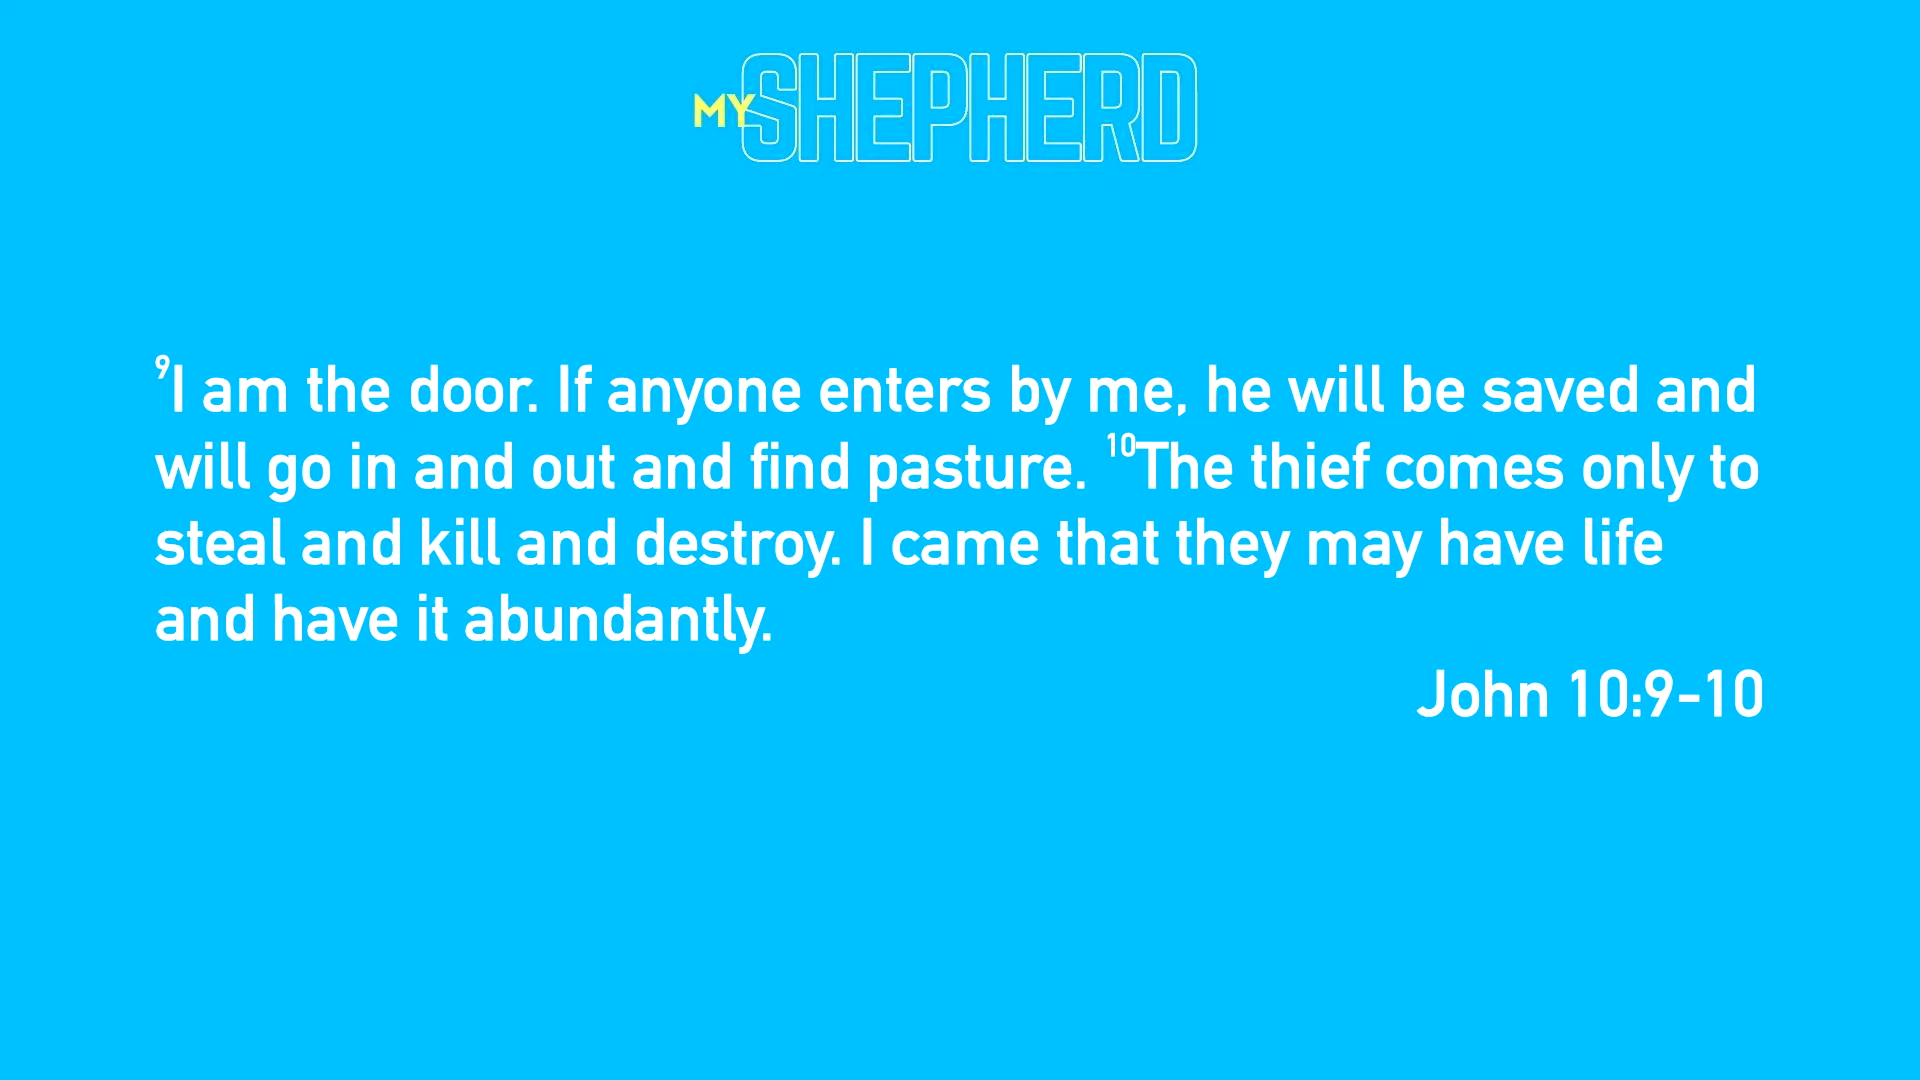 MY SHEPHERD
⁹I am the door. If anyone enters by me, he will be saved and
will go in and out and find pasture. ¹⁰The thief comes only to
steal and kill and destroy. I came that they may have life
and have it abundantly.
John 10:9-10